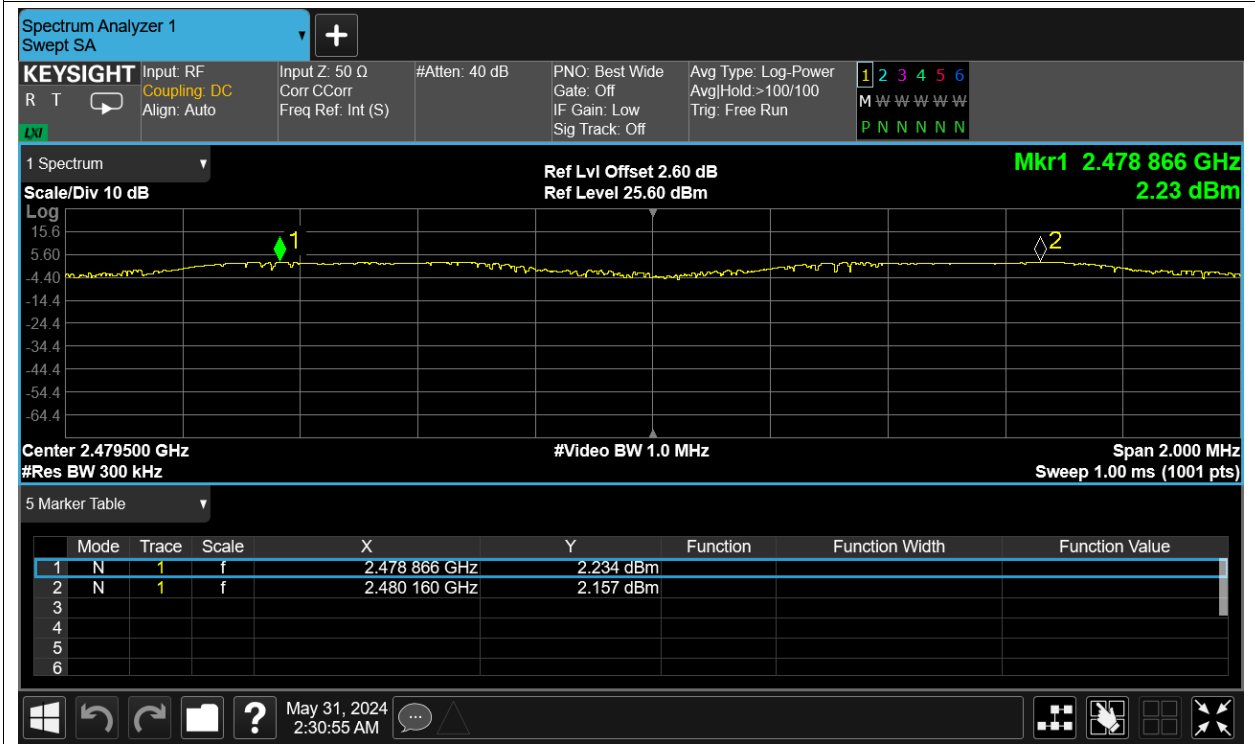 Spectrum Analyzer 1
Swept SA
KEYSIGHT
R T
LXI
Input: RF
Coupling: DC
Align: Auto
Input Z: 50 Ω
Corr CCorr
Freq Ref: Int (S)
#Atten: 40 dB
PNO: Best Wide
Gate: Off
IF Gain: Low
Sig Track: Off
Avg Type: Log-Power
Avg|Hold:>100/100
Trig: Free Run
1 2 3 4 5 6
M W W W W W
P N N N N N
1 Spectrum
Scale/Div 10 dB
Ref Lvl Offset 2.60 dB
Ref Level 25.60 dBm
Mkr1 2.478 866 GHz
2.23 dBm
Log
15.6
5.60
-4.40
-14.4
-24.4
-34.4
-44.4
-54.4
-64.4
1
2
Center 2.479500 GHz
#Res BW 300 kHz
#Video BW 1.0 MHz
Span 2.000 MHz
Sweep 1.00 ms (1001 pts)
5 Marker Table
Mode Trace Scale X Y Function Function Width Function Value
1 N 1 f 2.478 866 GHz 2.234 dBm
2 N 1 f 2.480 160 GHz 2.157 dBm
3
4
5
6
?
May 31, 2024
2:30:55 AM